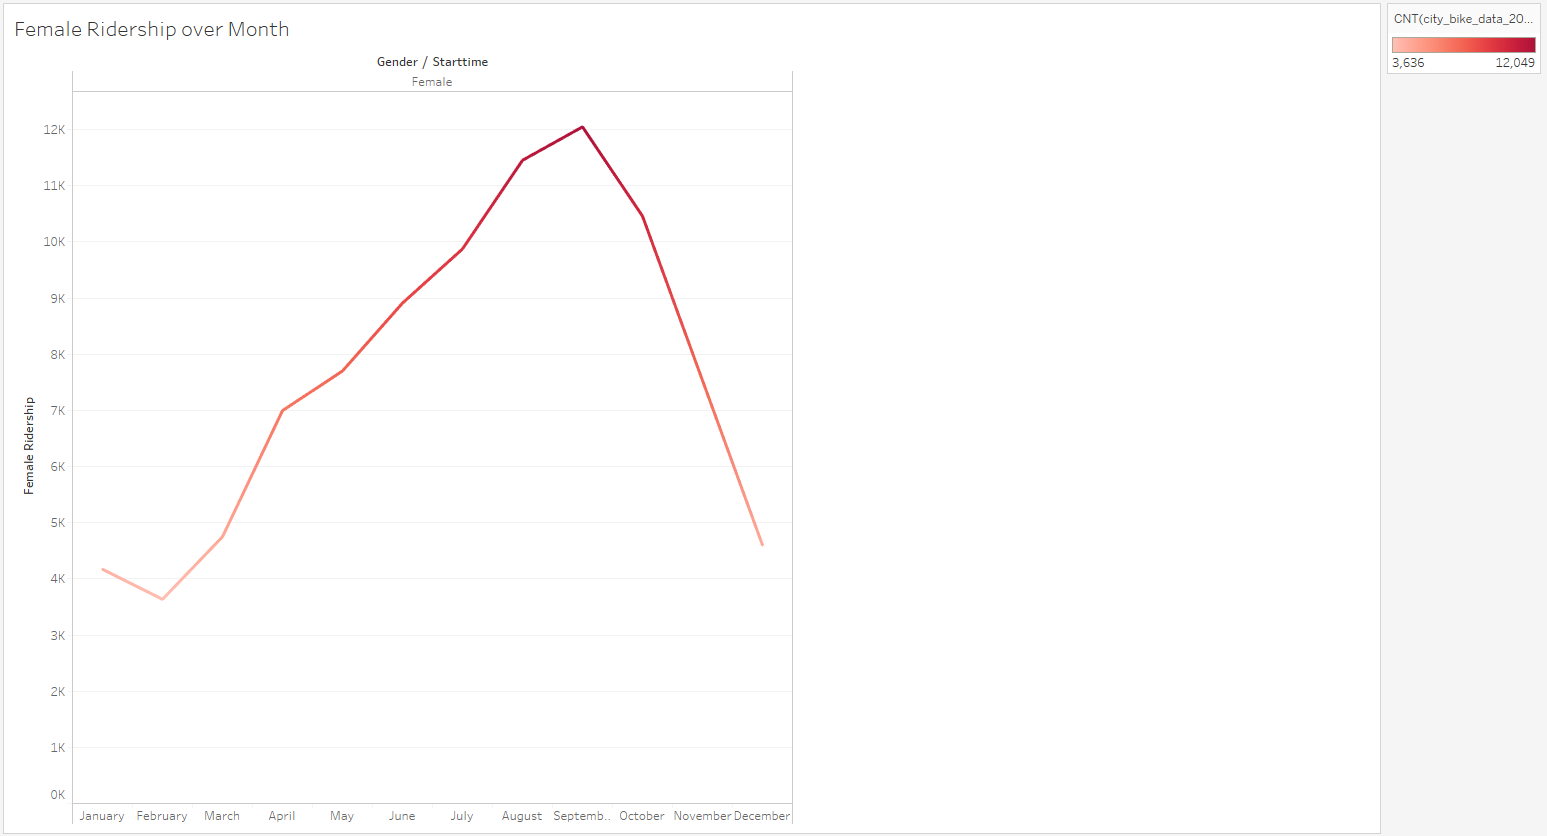 Female Ridership over Month
CNT(city_bike_data_20...
3,636 12,049
Gender / Starttime
Female
12K
11K
10K
9K
8K
7K
6K
5K
4K
3K
2K
1K
0K
Female Ridership
January February March April May June July August Septemb.. October November December